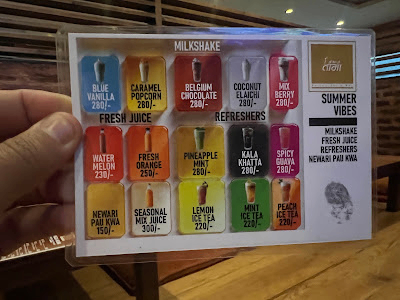 MILKSHAKE
BLUE
VANILLA
280/-
CARAMEL
POPCORN
280/-
BELGIUM
CHOCOLATE
280/-
COCONUT
ELAICHI
280/-
MIX
BERRY
280/-
FRESH JUICE
REFRESHERS
WATER
MELON
230/-
FRESH
ORANGE
250/-
PINEAPPLE
MINT
280/-
KALA
KHATTA
280/-
SPICY
GUAVA
280/-
NEWARI
PAU KWA
150/-
SEASONAL
MIX JUICE
300/-
LEMON
ICE TEA
220/-
MINT
ICE TEA
220/-
PEACH
ICE TEA
220/-
SUMMER
VIBES
MILKSHAKE
FRESH JUICE
REFRESHERS
NEWARI PAU KWA